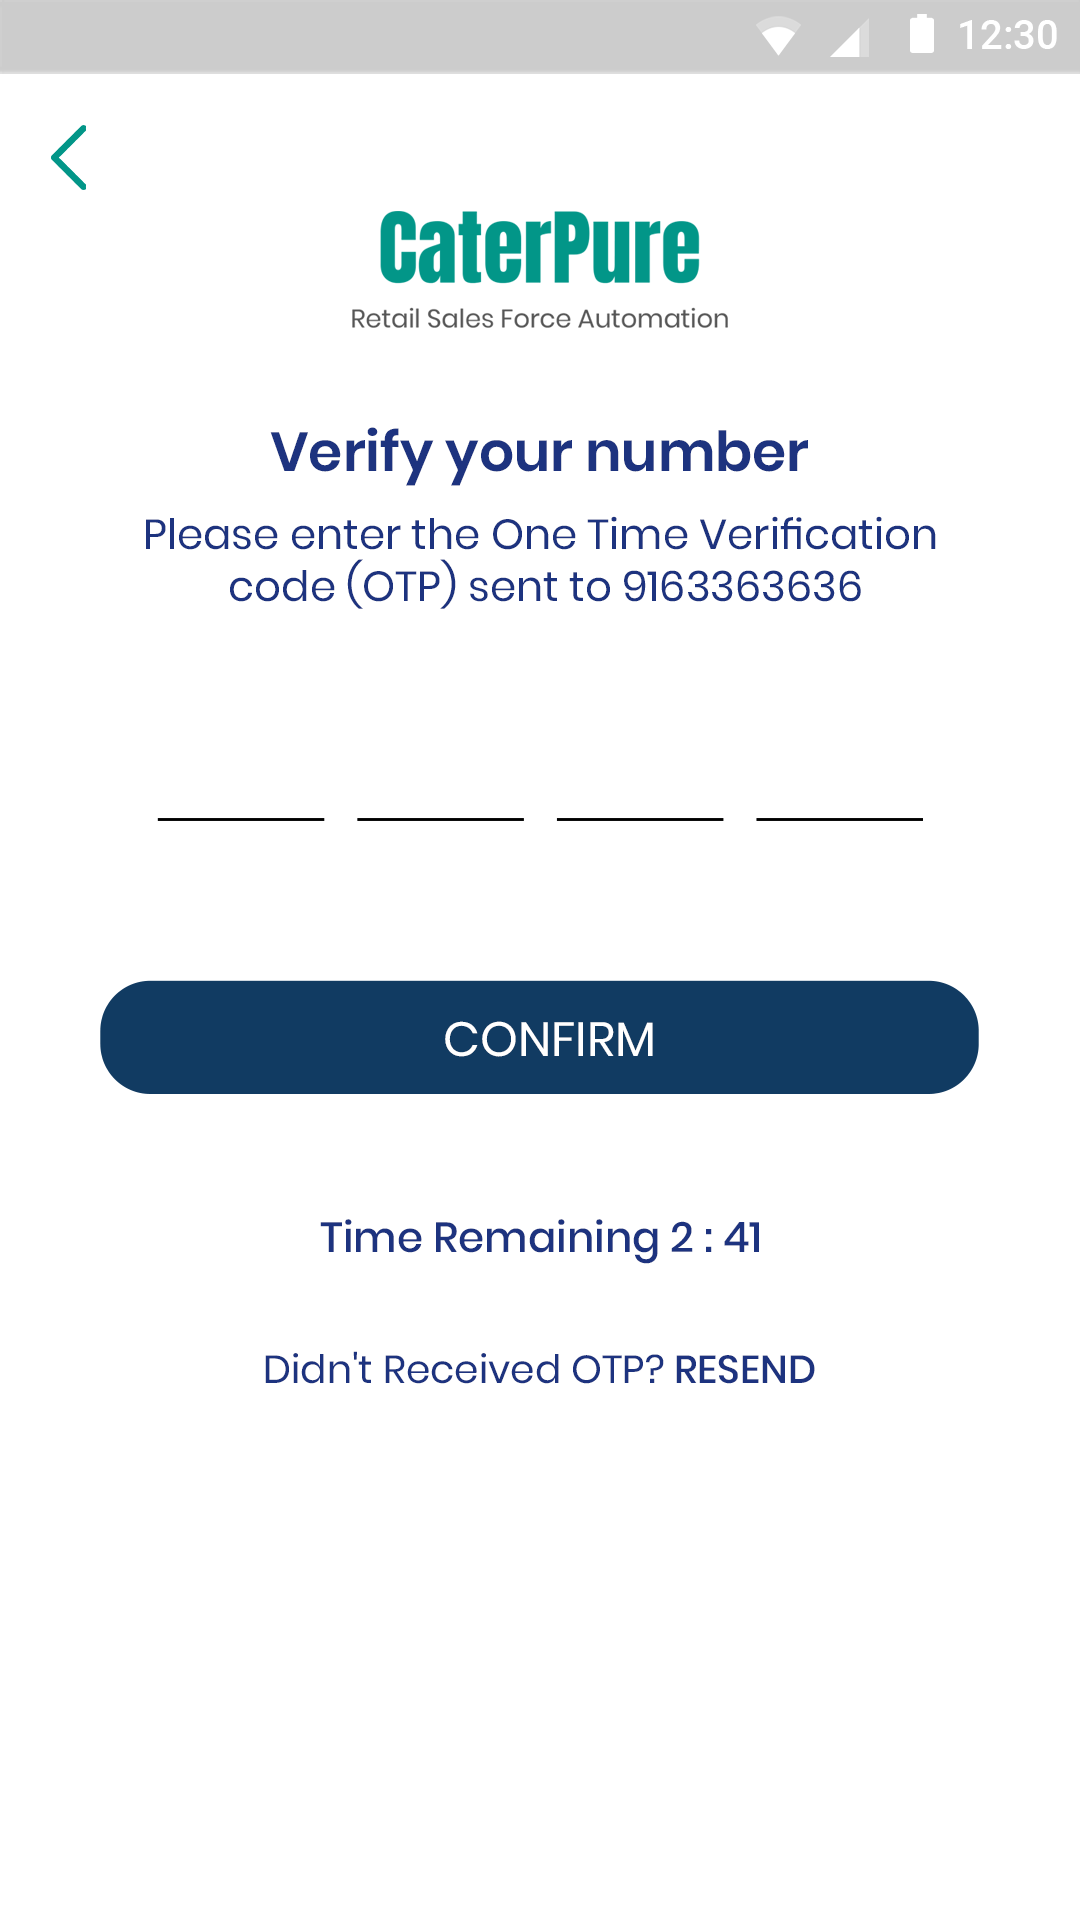 12:30
CaterPure
Retail Sales Force Automation
Verify your number
Please enter the One Time Verification
code (OTP) sent to 9163363636
CONFIRM
Time Remaining 2 : 41
Didn't Received OTP? RESEND